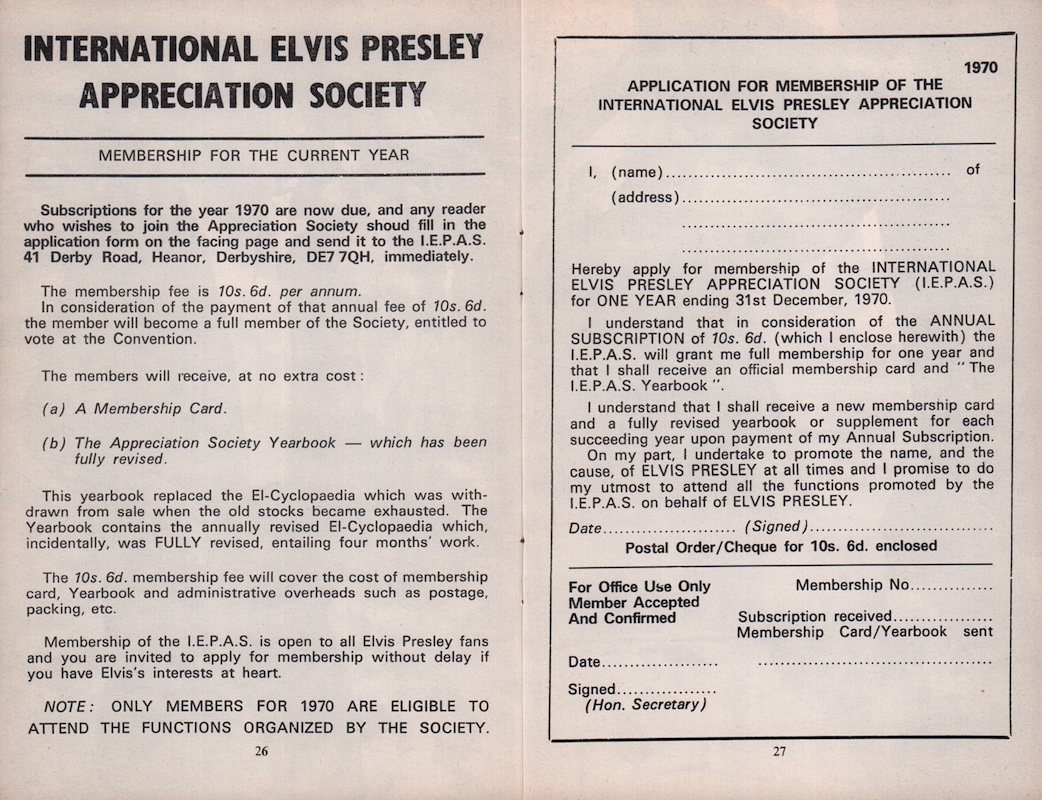 INTERNATIONAL ELVIS PRESLEY
APPRECIATION SOCIETY
MEMBERSHIP FOR THE CURRENT YEAR
Subscriptions for the year 1970 are now due, and any reader
who wishes to join the Appreciation Society shoud fill in the
application form on the facing page and send it to the I.E.P.A.S.
41 Derby Road, Heanor, Derbyshire, DE7 7QH, immediately.
The membership fee is 10s. 6d. per annum.
In consideration of the payment of that annual fee of 10s. 6d.
the member will become a full member of the Society, entitled to
vote at the Convention.
The members will receive, at no extra cost:
(a) A Membership Card.
(b) The Appreciation Society Yearbook — which has been
fully revised.
This yearbook replaced the El-Cyclopaedia which was with-
drawn from sale when the old stocks became exhausted. The
Yearbook contains the annually revised El-Cyclopaedia which,
incidentally, was FULLY revised, entailing four months' work.
The 10s. 6d. membership fee will cover the cost of membership
card, Yearbook and administrative overheads such as postage,
packing, etc.
Membership of the I.E.P.A.S. is open to all Elvis Presley fans
and you are invited to apply for membership without delay if
you have Elvis's interests at heart.
NOTE: ONLY MEMBERS FOR 1970 ARE ELIGIBLE TO
ATTEND THE FUNCTIONS ORGANIZED BY THE SOCIETY.
26
1970
APPLICATION FOR MEMBERSHIP OF THE
INTERNATIONAL ELVIS PRESLEY APPRECIATION
SOCIETY
I, (name).................................................... of
(address)....................................................
....................................................
....................................................
Hereby apply for membership of the INTERNATIONAL
ELVIS PRESLEY APPRECIATION SOCIETY (I.E.P.A.S.)
for ONE YEAR ending 31st December, 1970.
I understand that in consideration of the ANNUAL
SUBSCRIPTION of 10s. 6d. (which I enclose herewith) the
I.E.P.A.S. will grant me full membership for one year and
that I shall receive an official membership card and "The
I.E.P.A.S. Yearbook".
I understand that I shall receive a new membership card
and a fully revised yearbook or supplement for each
succeeding year upon payment of my Annual Subscription.
On my part, I undertake to promote the name, and the
cause, of ELVIS PRESLEY at all times and I promise to do
my utmost to attend all the functions promoted by the
I.E.P.A.S. on behalf of ELVIS PRESLEY.
Date........................ (Signed)................................
Postal Order/Cheque for 10s. 6d. enclosed
For Office Use Only
Member Accepted
And Confirmed
Date.....................
Signed..................
(Hon. Secretary)
Membership No...............
Subscription received..................
Membership Card/Yearbook sent
..........................................
27